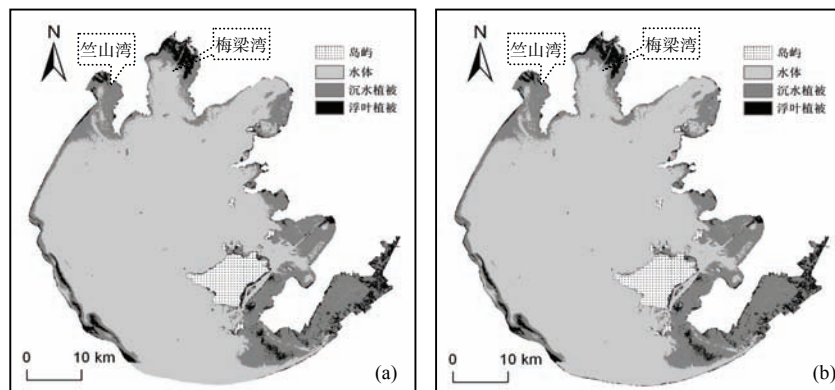 N
竺山湾
梅梁湾
岛屿
水体
沉水植被
浮叶植被
0 10 km
(a)
N
竺山湾
梅梁湾
岛屿
水体
沉水植被
浮叶植被
0 10 km
(b)